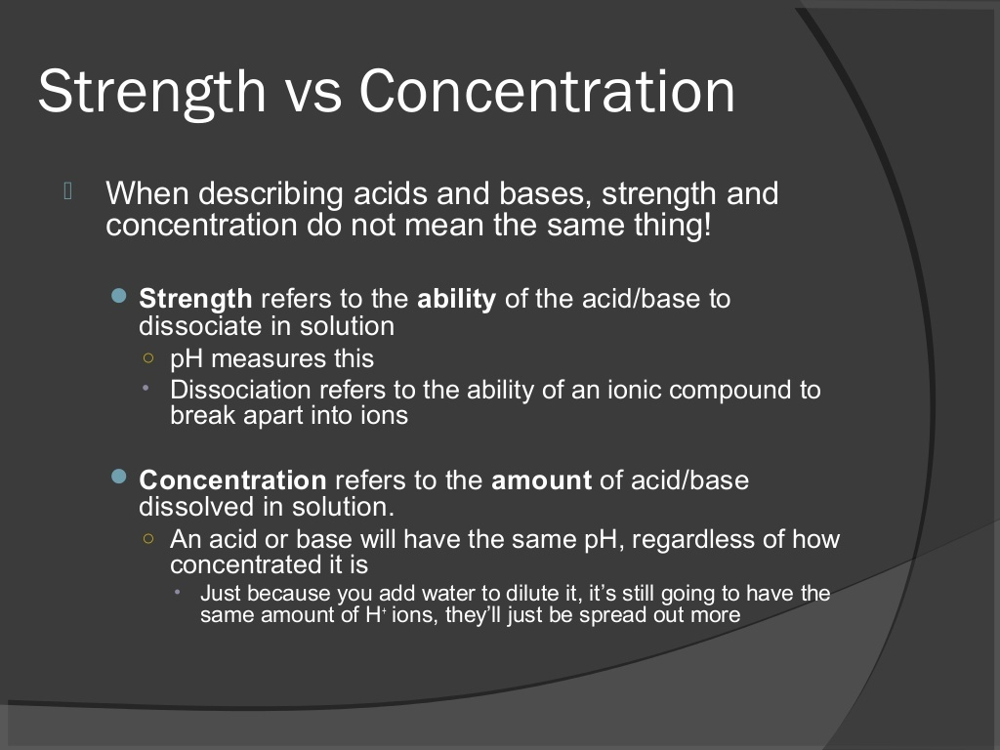 Strength vs Concentration
When describing acids and bases, strength and
concentration do not mean the same thing!
Strength refers to the ability of the acid/base to
dissociate in solution
pH measures this
Dissociation refers to the ability of an ionic compound to
break apart into ions
Concentration refers to the amount of acid/base
dissolved in solution.
An acid or base will have the same pH, regardless of how
concentrated it is
Just because you add water to dilute it, it’s still going to have the
same amount of H⁺ ions, they’ll just be spread out more